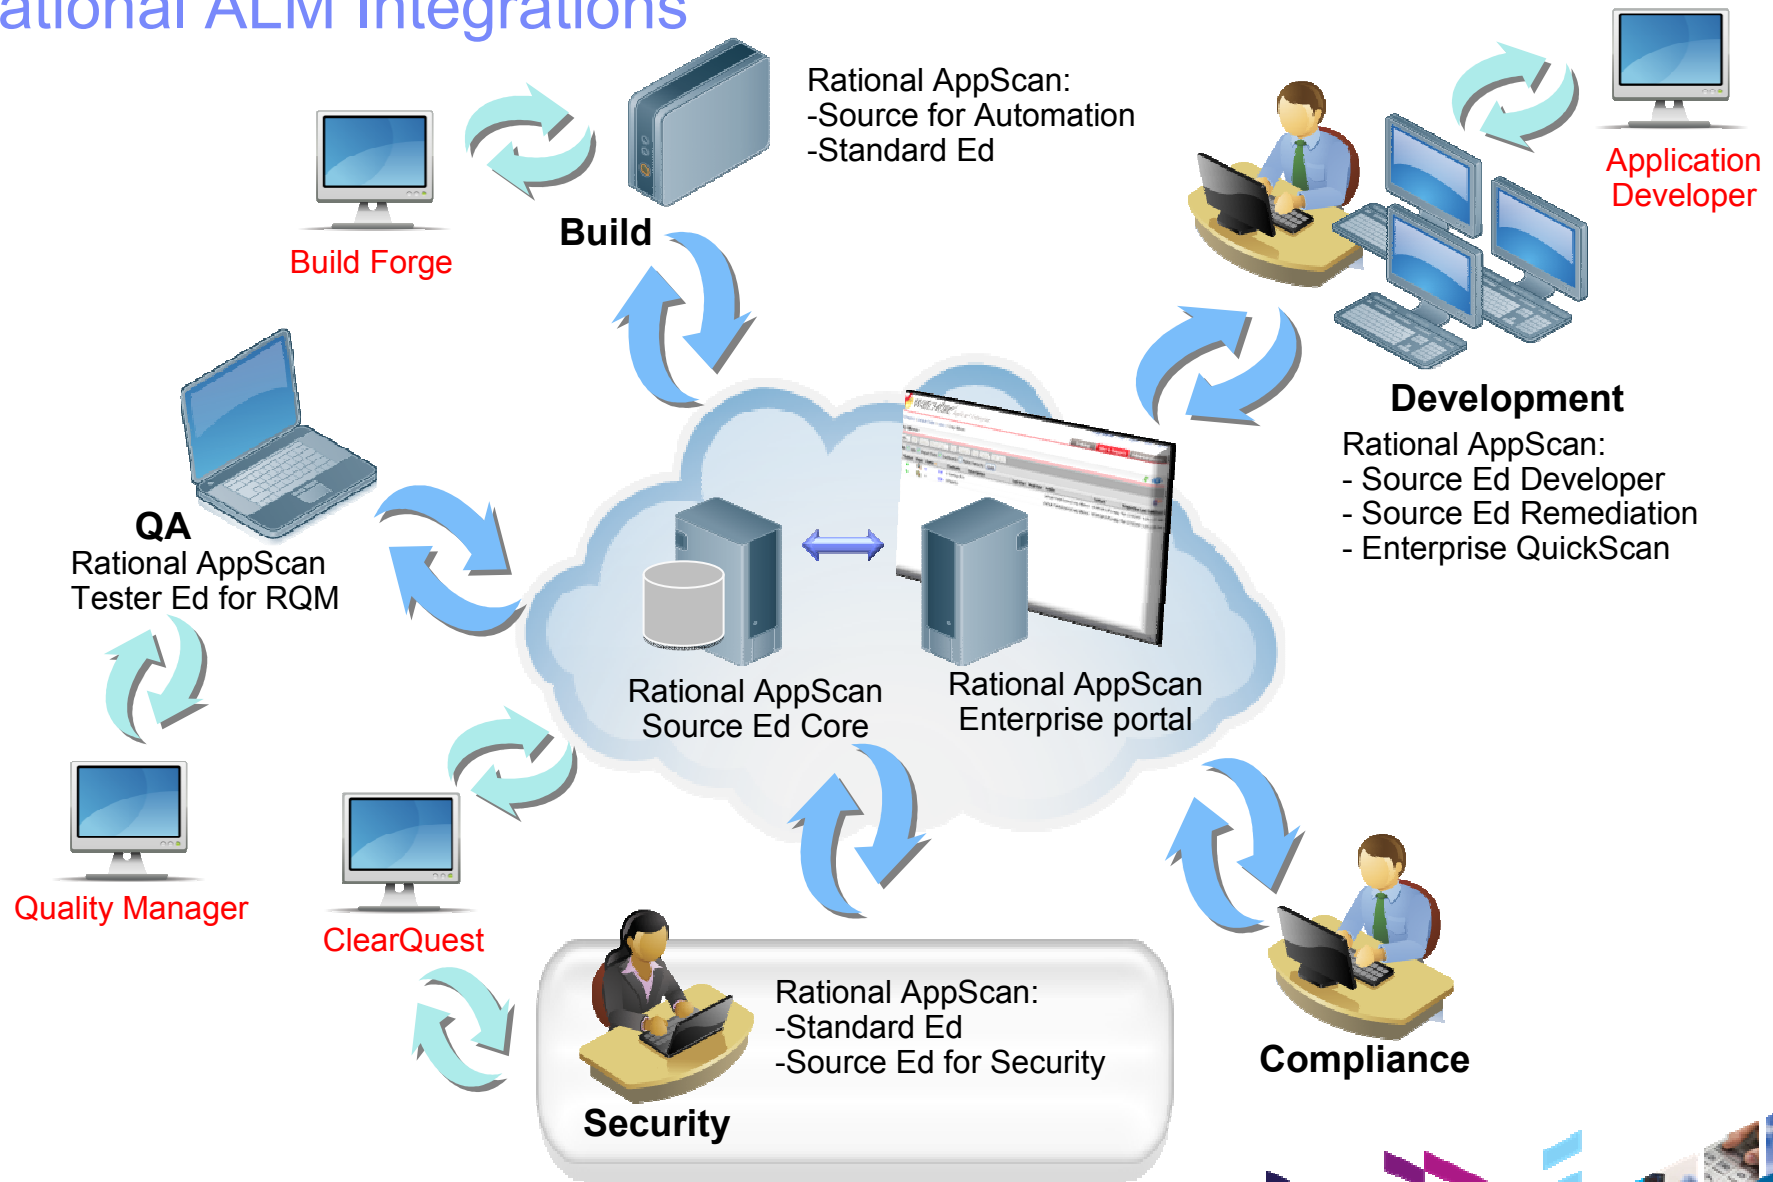 ational ALM Integrations
Rational AppScan:
-Source for Automation
-Standard Ed
Build
Build Forge
Application
Developer
Development
Rational AppScan:
- Source Ed Developer
- Source Ed Remediation
- Enterprise QuickScan
QA
Rational AppScan
Tester Ed for RQM
Rational AppScan
Source Ed Core
Rational AppScan
Enterprise portal
Quality Manager
ClearQuest
Rational AppScan:
-Standard Ed
-Source Ed for Security
Security
Compliance